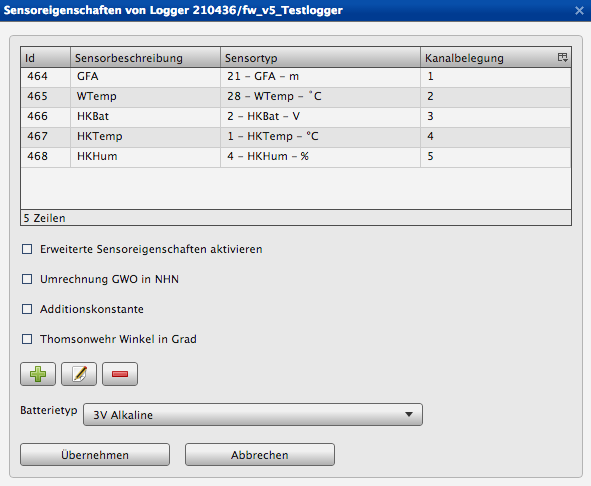 Sensoreigenschaften von Logger 210436/fw_v5_Testlogger
Id Sensorbeschreibung Sensortyp Kanalbelegung
464 GFA 21 - GFA - m 1
465 WTemp 28 - WTemp - °C 2
466 HKBat 2 - HKBat - V 3
467 HKTemp 1 - HKTemp - °C 4
468 HKHum 4 - HKHum - % 5
5 Zeilen
Erweiterte Sensoreigenschaften aktivieren
Umrechnung GWO in NHN
Additionskonstante
Thomsonwehr Winkel in Grad
Batterietyp 3V Alkaline
Übernehmen Abbrechen